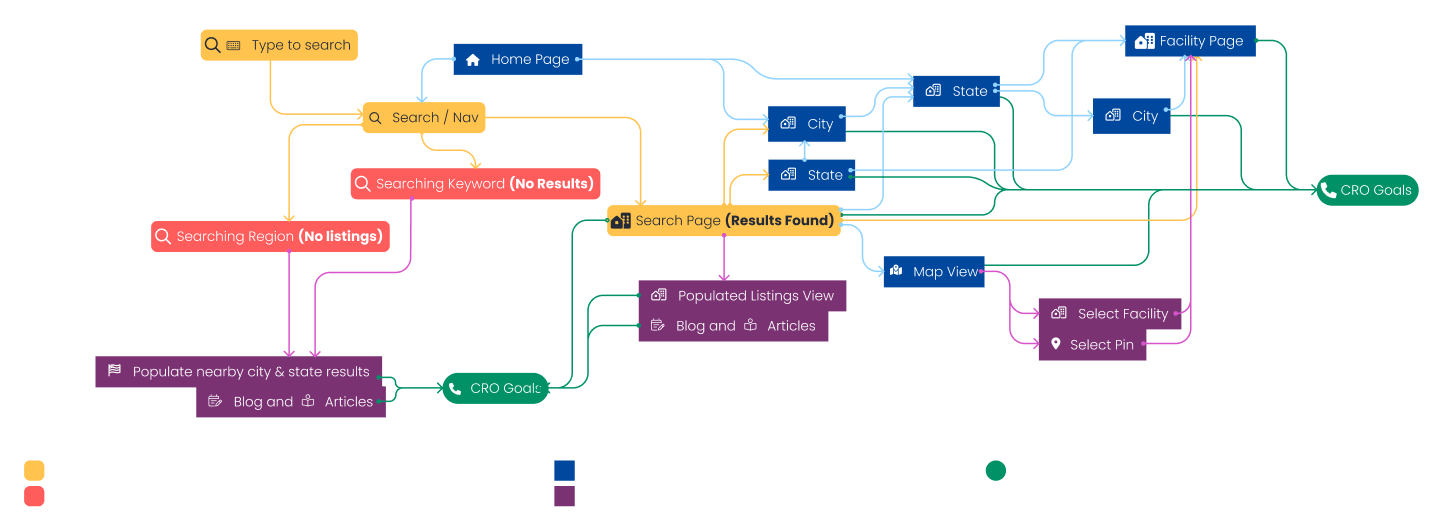 Type to search
Home Page
Facility Page
State
Search / Nav
City
City
State
Searching Keyword (No Results)
CRO Goals
Search Page (Results Found)
Searching Region (No listings)
Map View
Populated Listings View
Select Facility
Blog and Articles
Select Pin
Populate nearby city & state results
CRO Goals
Blog and Articles